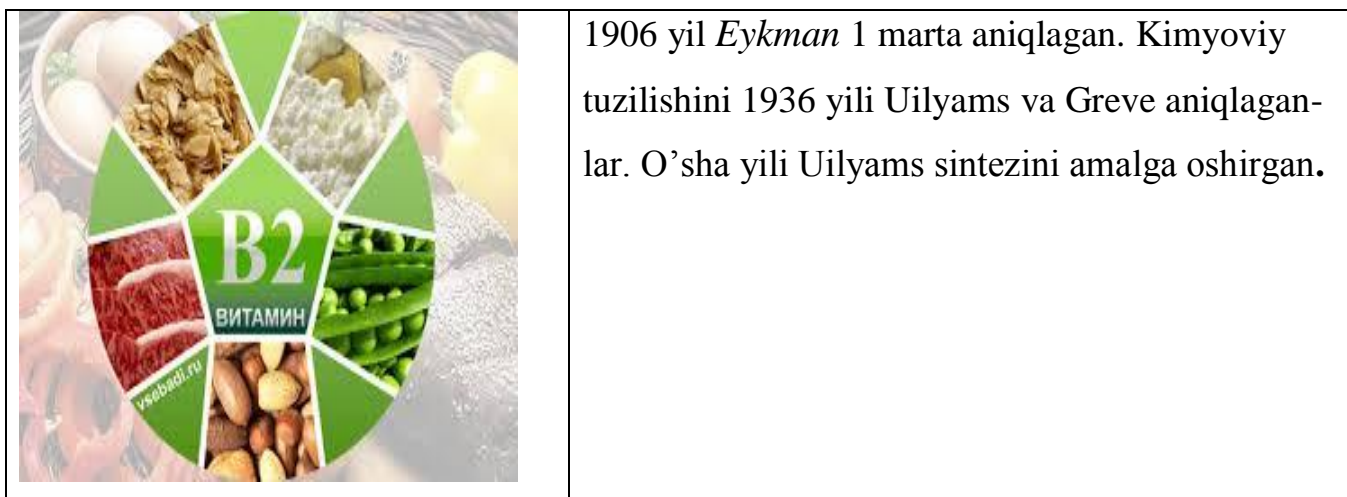 B2
ВИТАМИН
vsebadi.ru
1906 yil Eykman 1 marta aniqlagan. Kimyoviy
tuzilishini 1936 yili Uilyams va Greve aniqlagan-
lar. O’sha yili Uilyams sintezini amalga oshirgan.